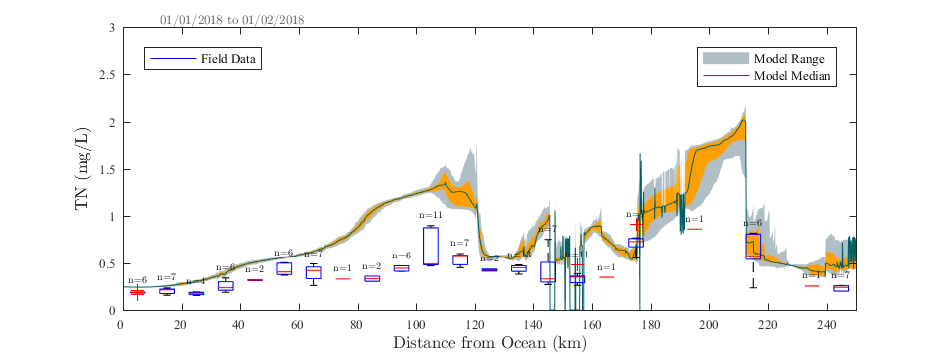 01/01/2018 to 01/02/2018
Field Data
Model Range
Model Median
TN (mg/L)
3
2.5
2
1.5
1
0.5
0
n=6
n=7
n=6
n=2
n=6
n=7
n=1
n=2
n=6
n=11
n=7
n=7
n=1
n=1
n=6
n=7
0 20 40 60 80 100 120 140 160 180 200 220 240
Distance from Ocean (km)